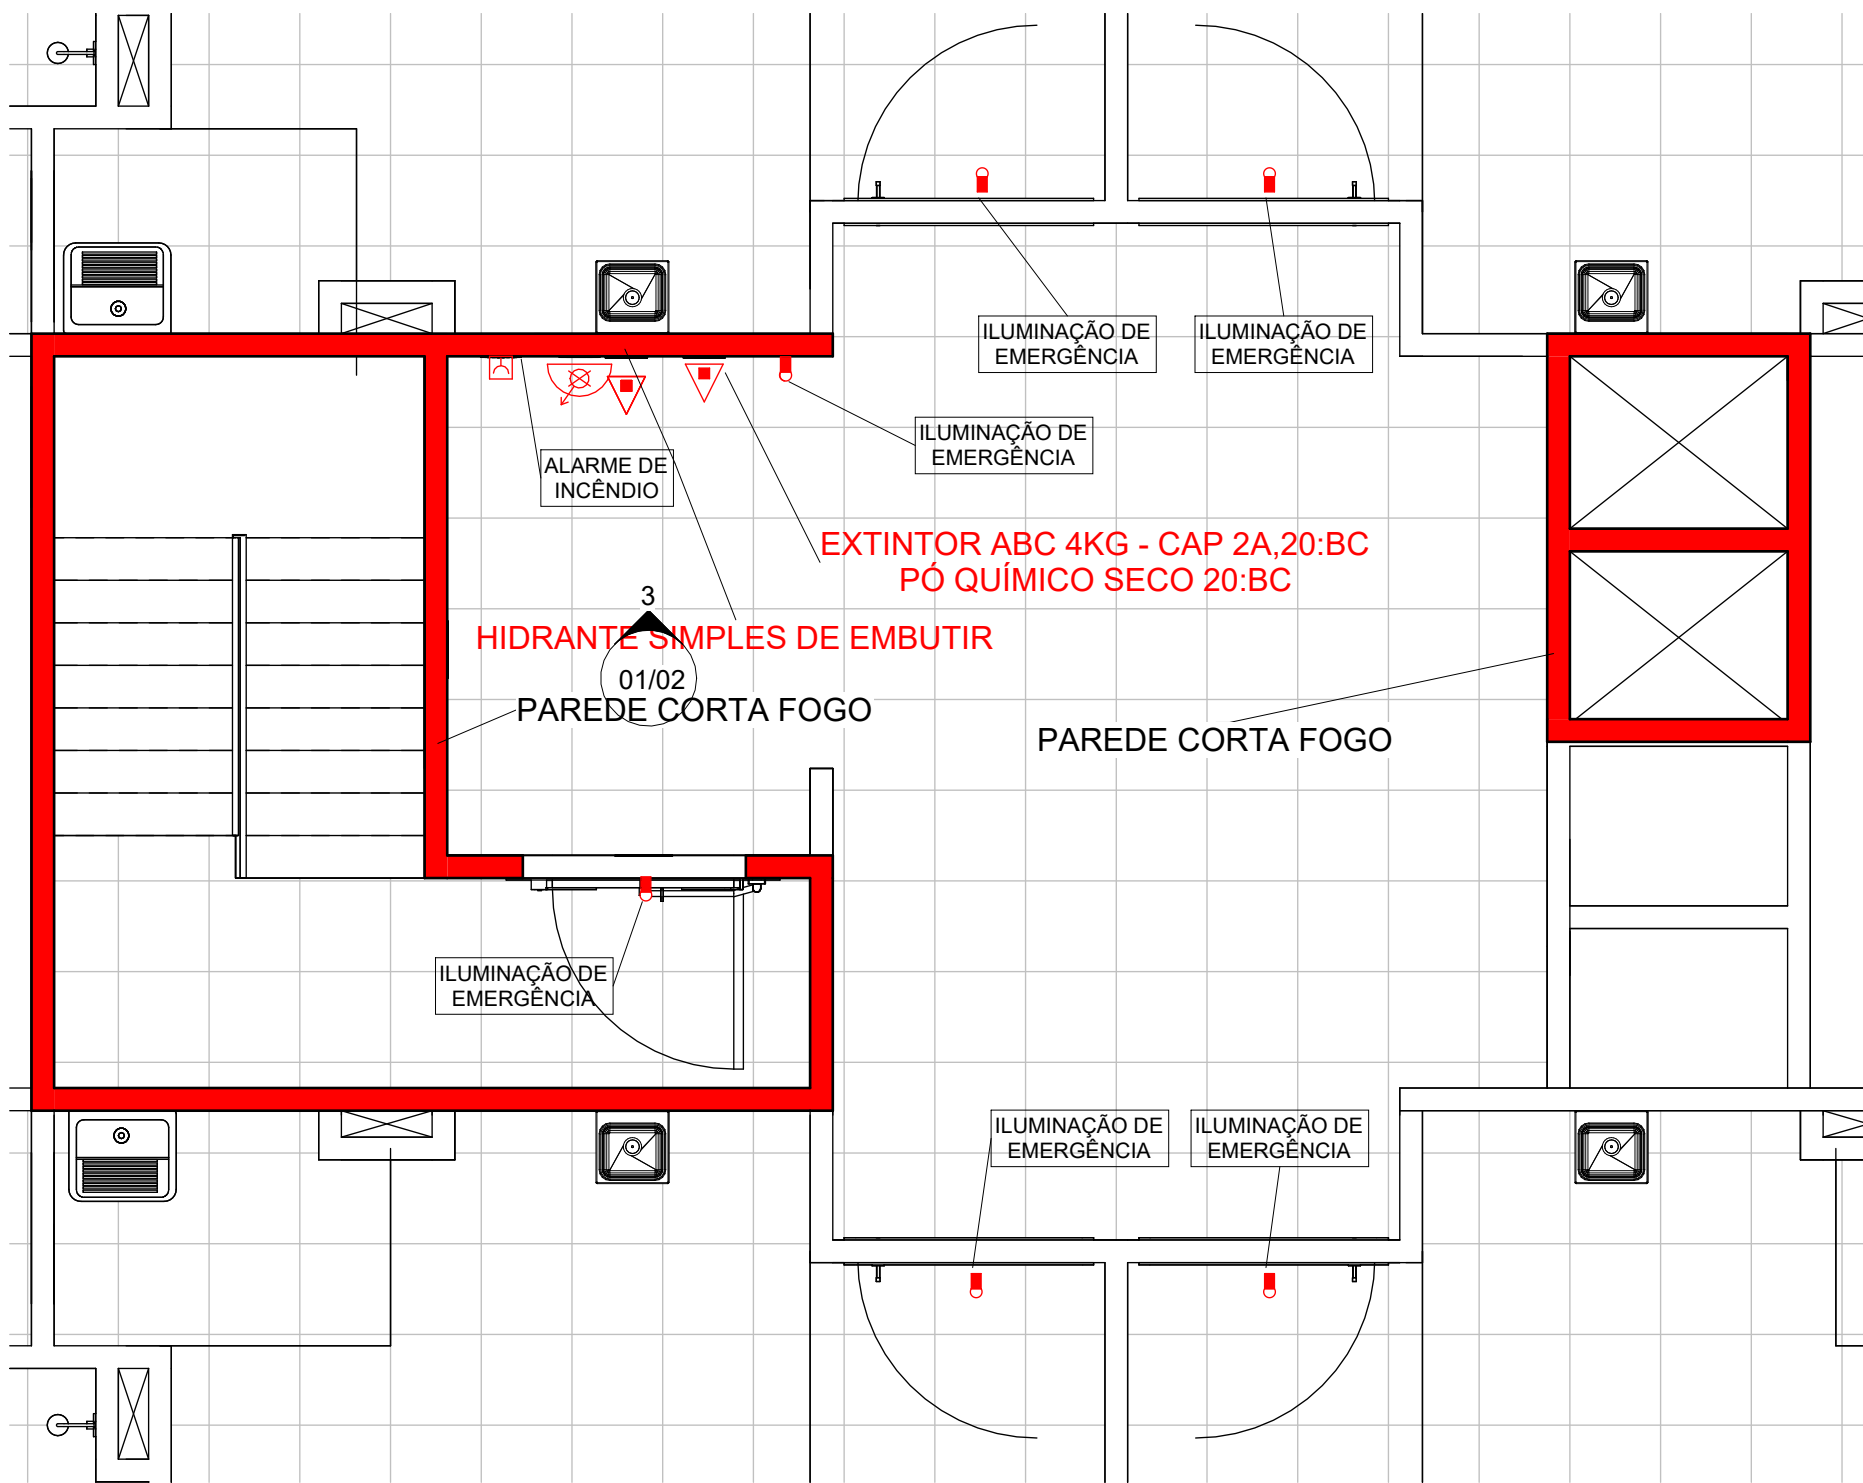 ILUMINAÇÃO DE
EMERGÊNCIA
ILUMINAÇÃO DE
EMERGÊNCIA
ILUMINAÇÃO DE
EMERGÊNCIA
ALARME DE
INCÊNDIO
EXTINTOR ABC 4KG - CAP 2A,20:BC
PÓ QUÍMICO SECO 20:BC
3
HIDRANTE SIMPLES DE EMBUTIR
01/02
PAREDE CORTA FOGO
PAREDE CORTA FOGO
ILUMINAÇÃO DE
EMERGÊNCIA
ILUMINAÇÃO DE
EMERGÊNCIA
ILUMINAÇÃO DE
EMERGÊNCIA